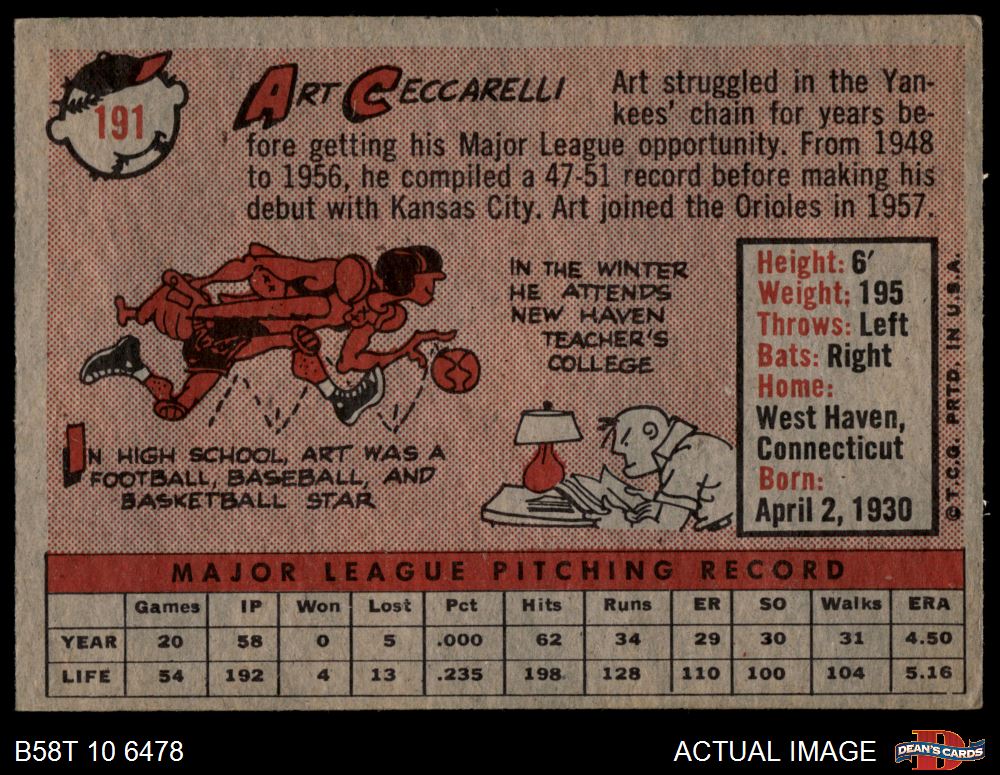 191
ART CECCARELLI
Art struggled in the Yan-
kees' chain for years be-
fore getting his Major League opportunity. From 1948
to 1956, he compiled a 47-51 record before making his
debut with Kansas City. Art joined the Orioles in 1957.
IN HIGH SCHOOL, ART WAS A
FOOTBALL, BASEBALL, AND
BASKETBALL STAR
IN THE WINTER
HE ATTENDS
NEW HAVEN
TEACHER'S
COLLEGE
Height: 6'
Weight: 195
Throws: Left
Bats: Right
Home:
West Haven,
Connecticut
Born:
April 2, 1930
© T.C.G. PRTD. IN U.S.A.
MAJOR LEAGUE PITCHING RECORD
Games IP Won Lost Pct Hits Runs ER SO Walks ERA
YEAR 20 58 0 5 .000 62 34 29 30 31 4.50
LIFE 54 192 4 13 .235 198 128 110 100 104 5.16
B58T 10 6478
ACTUAL IMAGE
DEAN'S CARDS